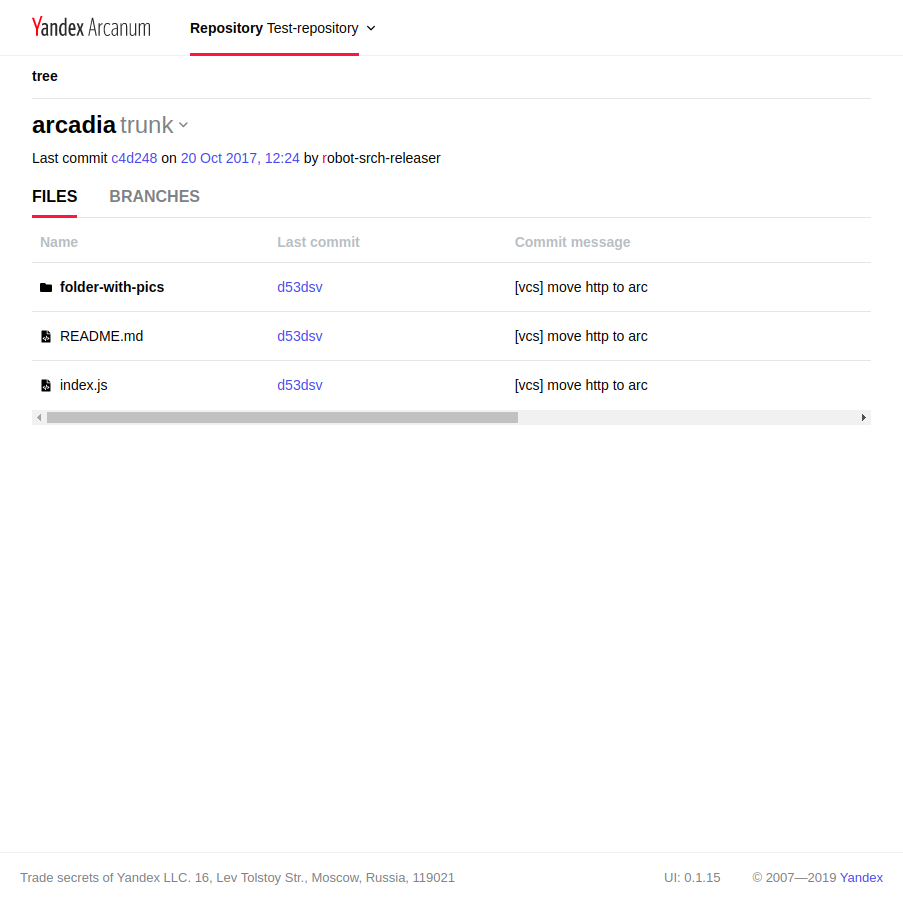 Yandex Arcanum Repository Test-repository
tree
arcadia trunk
Last commit c4d248 on 20 Oct 2017, 12:24 by robot-srch-releaser
FILES BRANCHES
Name Last commit Commit message
folder-with-pics d53dsv [vcs] move http to arc
README.md d53dsv [vcs] move http to arc
index.js d53dsv [vcs] move http to arc
Trade secrets of Yandex LLC. 16, Lev Tolstoy Str., Moscow, Russia, 119021 UI: 0.1.15 © 2007—2019 Yandex